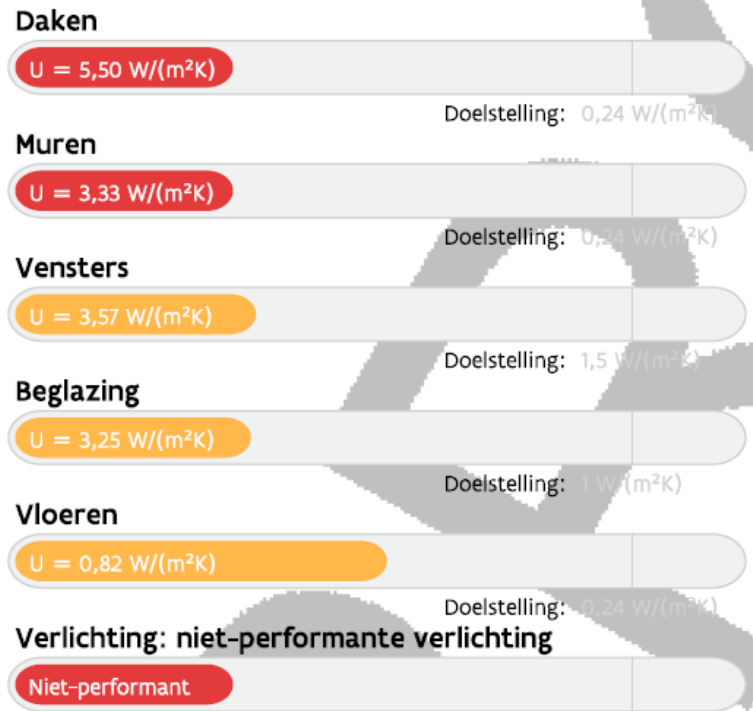 Daken
U = 5,50 W/(m²K)
Doelstelling: 0,24 W/(m²K)
Muren
U = 3,33 W/(m²K)
Doelstelling: 0,24 W/(m²K)
Vensters
U = 3,57 W/(m²K)
Doelstelling: 1,5 W/(m²K)
Beglazing
U = 3,25 W/(m²K)
Doelstelling: 1 W/(m²K)
Vloeren
U = 0,82 W/(m²K)
Doelstelling: 0,24 W/(m²K)
Verlichting: niet-performante verlichting
Niet-performant